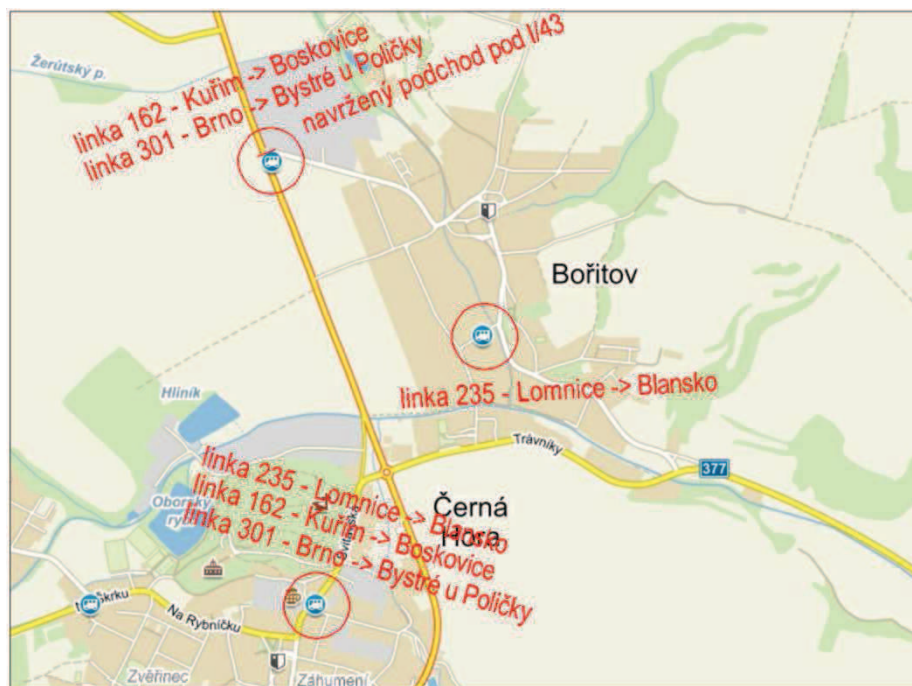 Žerůtský p.
linka 162 - Kuřim -> Boskovice
linka 301 - Brno -> Bystré u Poličky
navržený podchod pod I/43
Bořitov
linka 235 - Lomnice -> Blansko
Hliník
Trávníky
377
linka 235 - Lomnice -> Blansko
linka 162 - Kuřim -> Boskovice
linka 301 - Brno -> Bystré u Poličky
Oborský
Svitavská
Černá
Hora
Na Rybníčku
Zvěřinec
Záhumení